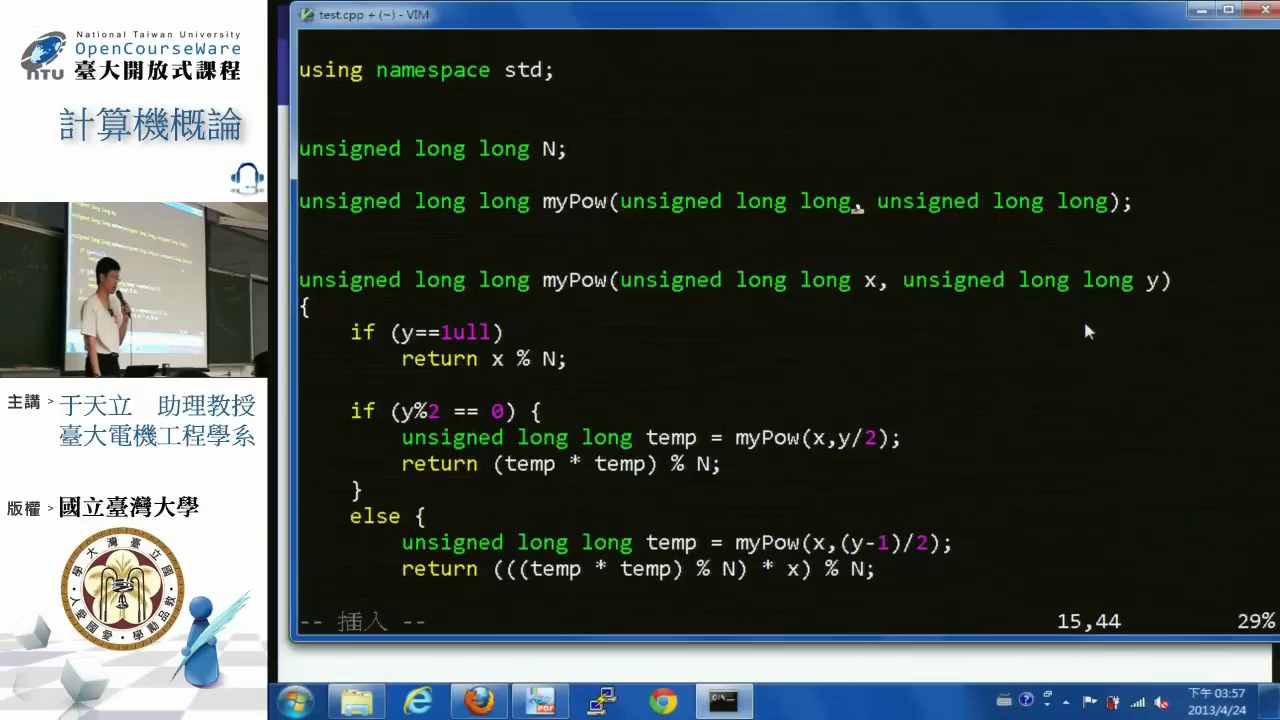 National Taiwan University
OpenCourseWare
NTU 臺大開放式課程
計算機概論
主講 > 于天立 助理教授
臺大電機工程學系
版權 > 國立臺灣大學
test.cpp + (~) - VIM
using namespace std;
unsigned long long N;
unsigned long long myPow(unsigned long long, unsigned long long);
unsigned long long myPow(unsigned long long x, unsigned long long y)
{
if (y==1ull)
return x % N;
if (y%2 == 0) {
unsigned long long temp = myPow(x,y/2);
return (temp * temp) % N;
}
else {
unsigned long long temp = myPow(x,(y-1)/2);
return (((temp * temp) % N) * x) % N;
-- 插入 --
15,44
29%
PDF
C:\
下午 03:57
2013/4/24